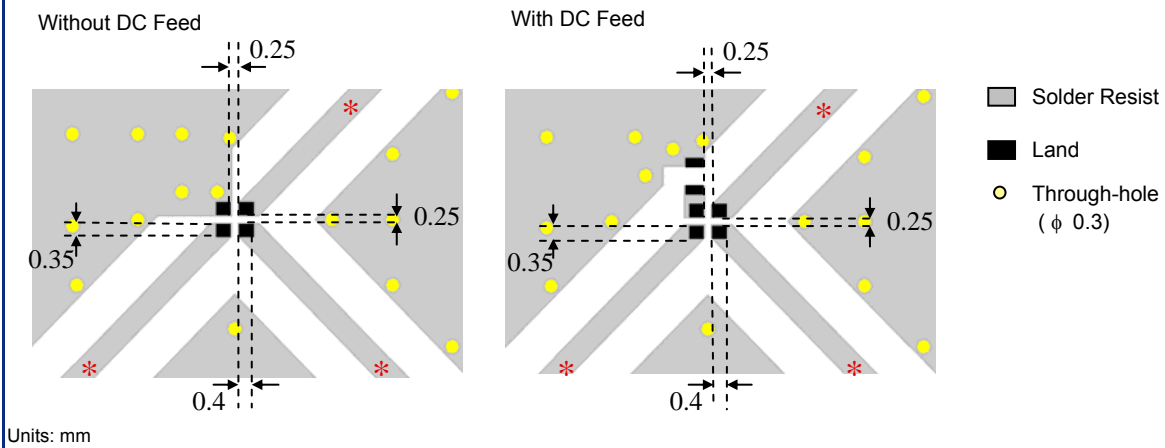 Without DC Feed
With DC Feed
0.25
0.25
*
*
Solder Resist
Land
Through-hole
( ϕ 0.3)
0.25
0.25
0.35
0.35
*
*
*
*
0.4
0.4
Units: mm